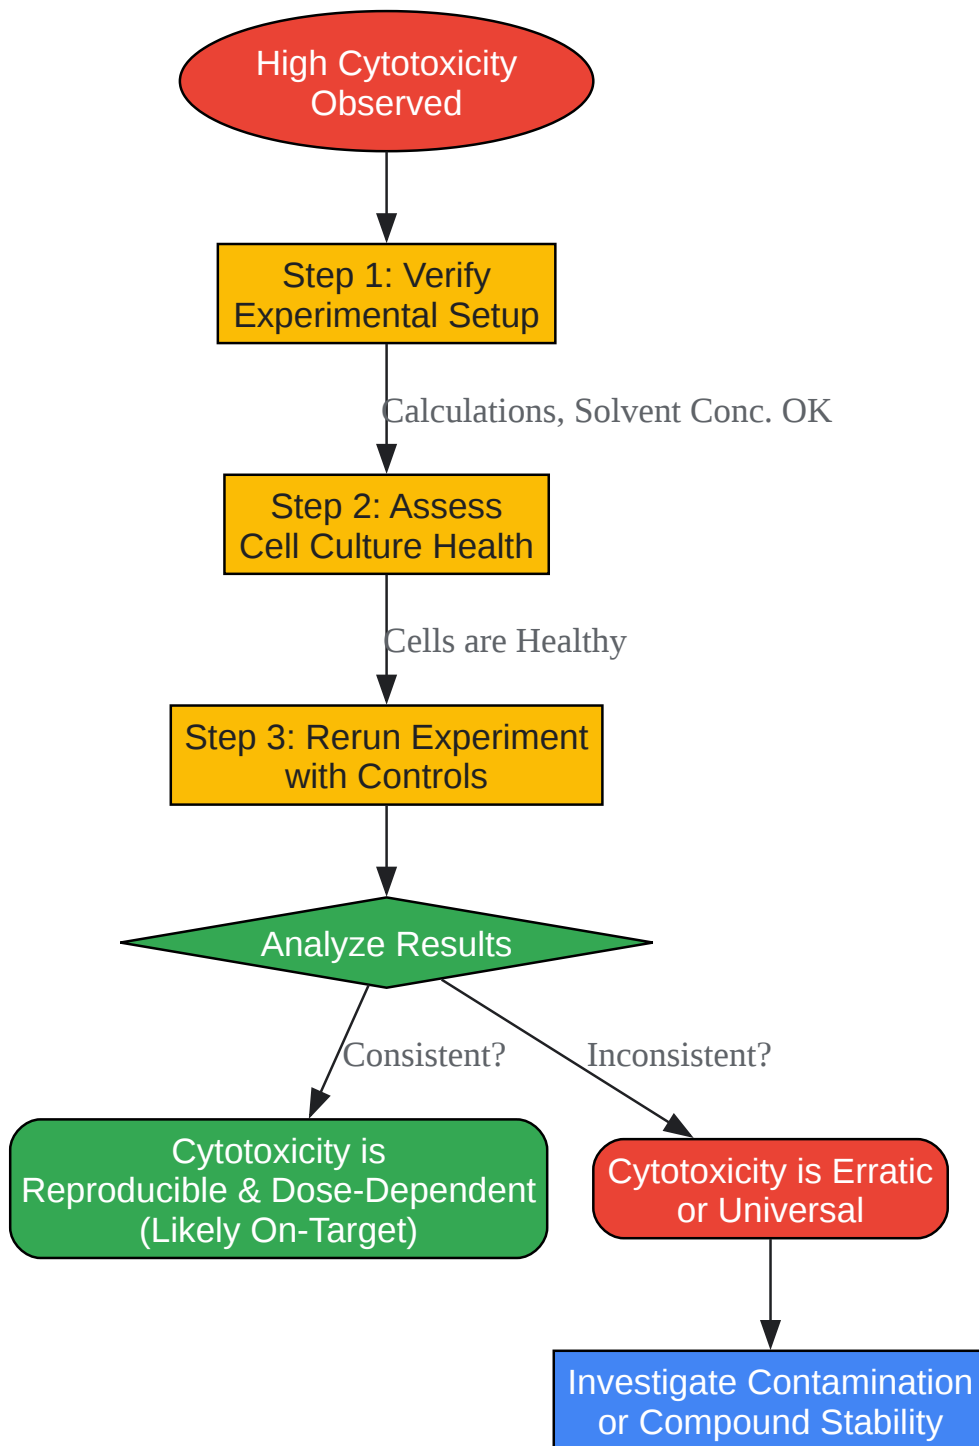 High Cytotoxicity
Observed
Step 1: Verify
Experimental Setup
Calculations, Solvent Conc. OK
Step 2: Assess
Cell Culture Health
Cells are Healthy
Step 3: Rerun Experiment
with Controls
Analyze Results
Consistent?
Inconsistent?
Cytotoxicity is
Reproducible & Dose-Dependent
(Likely On-Target)
Cytotoxicity is Erratic
or Universal
Investigate Contamination
or Compound Stability